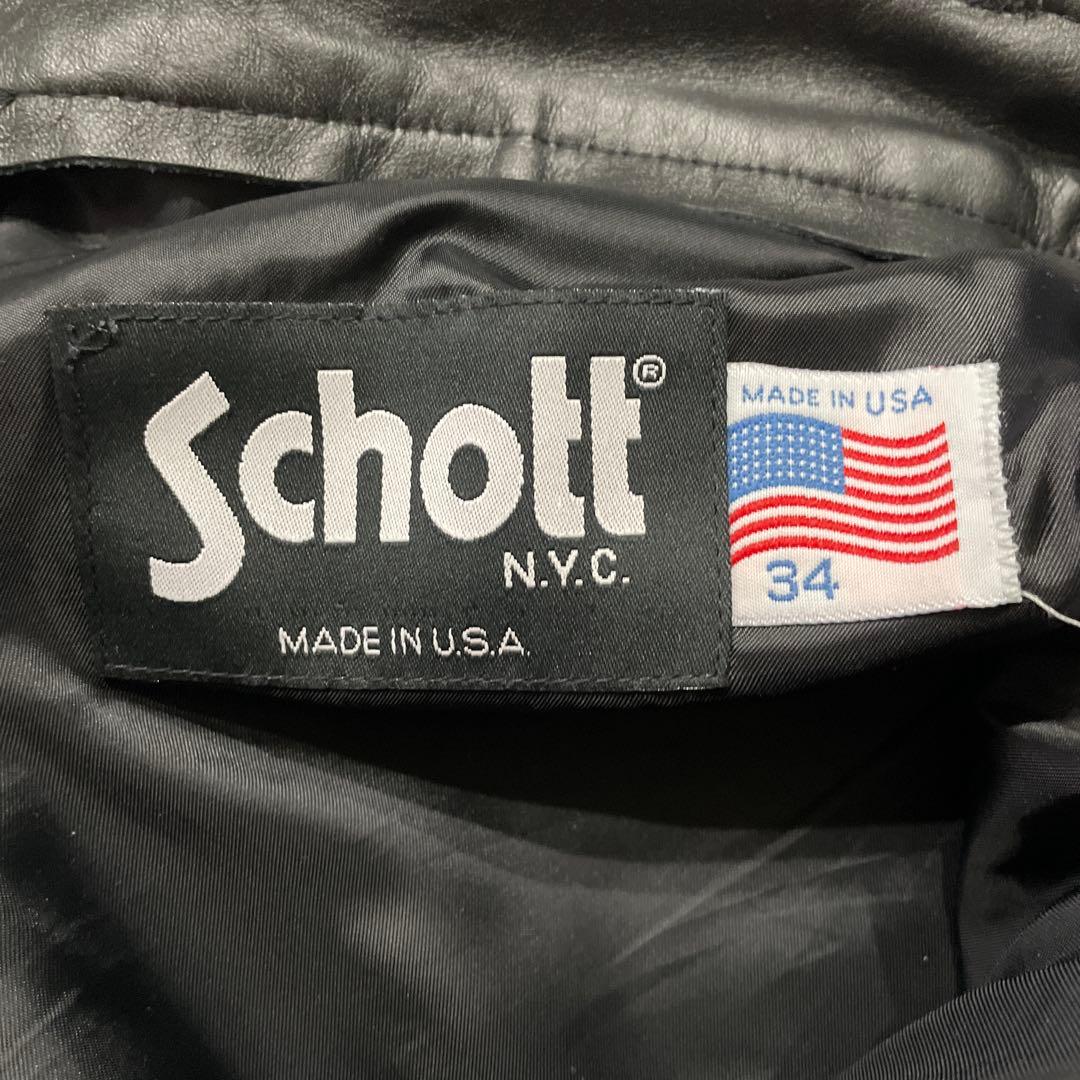 Schott®
N.Y.C.
MADE IN U.S.A.
MADE IN USA
34